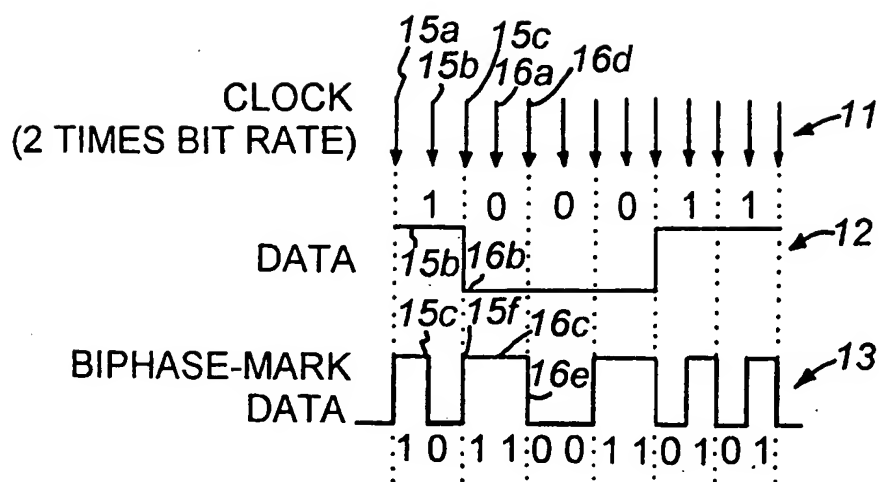 15a
15b
15c
16a
16d
CLOCK
(2 TIMES BIT RATE)
11
1 0 0 0 1 1
12
DATA
15b
16b
15c
15f
16c
13
BIPHASE-MARK
DATA
16e
1 0 1 1 0 0 1 1 0 1 0 1